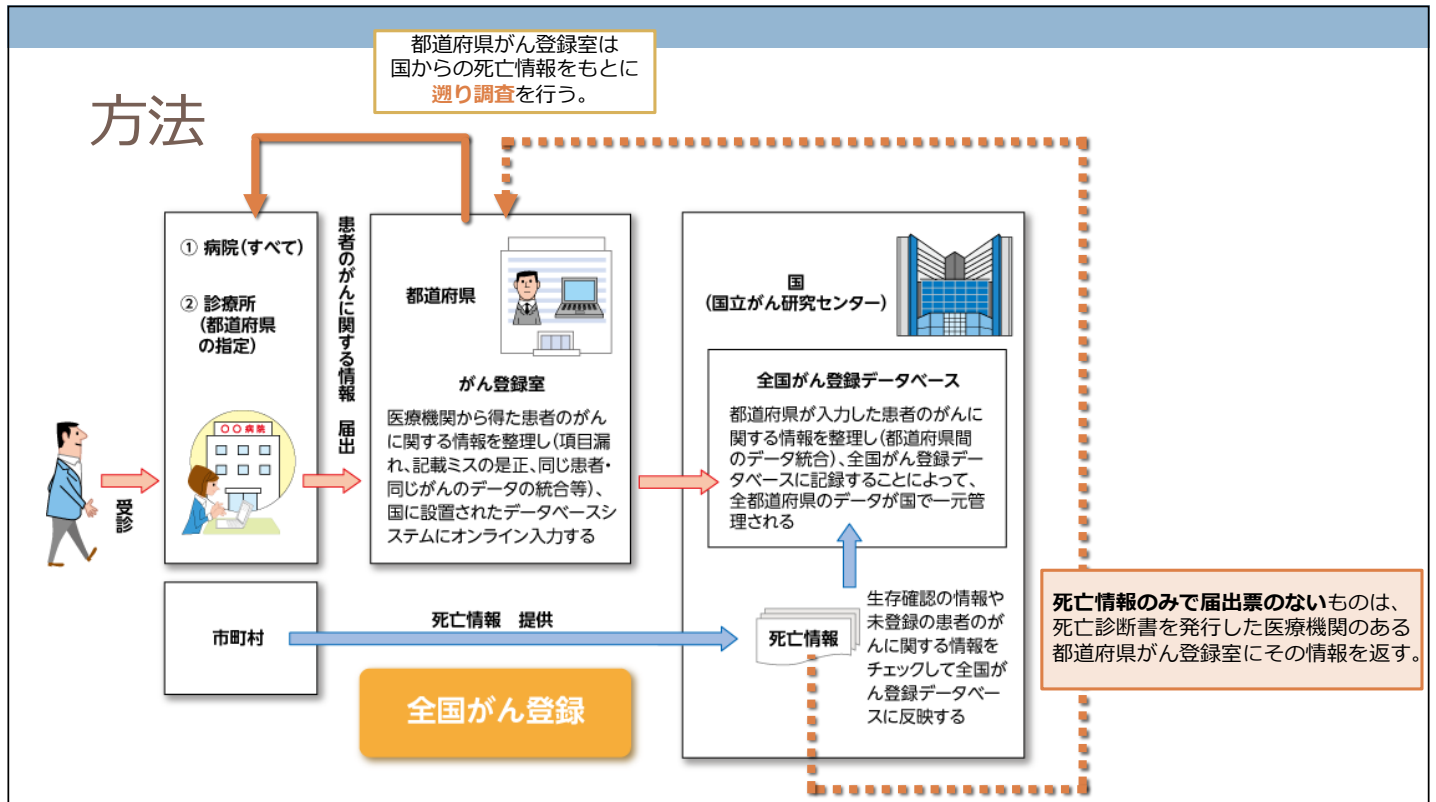 都道府県がん登録室は
国からの死亡情報をもとに
遡り調査を行う。
方法
① 病院(すべて)
② 診療所
(都道府県
の指定)
〇〇病院
受診
患者のがんに関する情報 届出
都道府県
がん登録室
医療機関から得た患者のがん
に関する情報を整理し(項目漏
れ、記載ミスの是正、同じ患者・
同じがんのデータの統合等)、
国に設置されたデータベースシ
ステムにオンライン入力する
国
(国立がん研究センター)
全国がん登録データベース
都道府県が入力した患者のがんに
関する情報を整理し(都道府県間
のデータ統合)、全国がん登録デー
タベースに記録することによって、
全都道府県のデータが国で一元管
理される
市町村
死亡情報 提供
死亡情報
生存確認の情報や
未登録の患者のが
んに関する情報を
チェックして全国が
ん登録データベー
スに反映する
死亡情報のみで届出票のないものは、
死亡診断書を発行した医療機関のある
都道府県がん登録室にその情報を返す。
全国がん登録